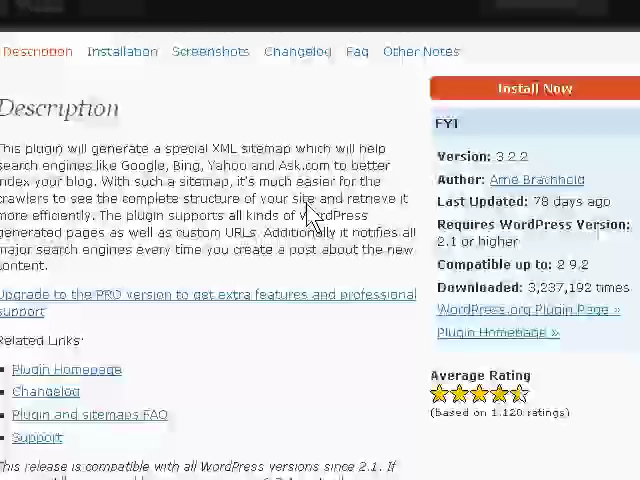 Description Installation Screenshots Changelog Faq Other Notes
Install Now
Description
FYI
This plugin will generate a special XML sitemap which will help
search engines like Google, Bing, Yahoo and Ask.com to better
index your blog. With such a sitemap, it's much easier for the
crawlers to see the complete structure of your site and retrieve it
more efficiently. The plugin supports all kinds of WordPress
generated pages as well as custom URLs. Additionally it notifies all
major search engines every time you create a post about the new
content.
Upgrade to the PRO version to get extra features and professional
support
Related Links:
Plugin Homepage
Changelog
Plugin and sitemaps FAQ
Support
This release is compatible with all WordPress versions since 2.1. If
Version: 3.2.2
Author: Arne Brachhold
Last Updated: 78 days ago
Requires WordPress Version:
2.1 or higher
Compatible up to: 2.9.2
Downloaded: 3,237,192 times
WordPress.org Plugin Page »
Plugin Homepage »
Average Rating
(based on 1,120 ratings)